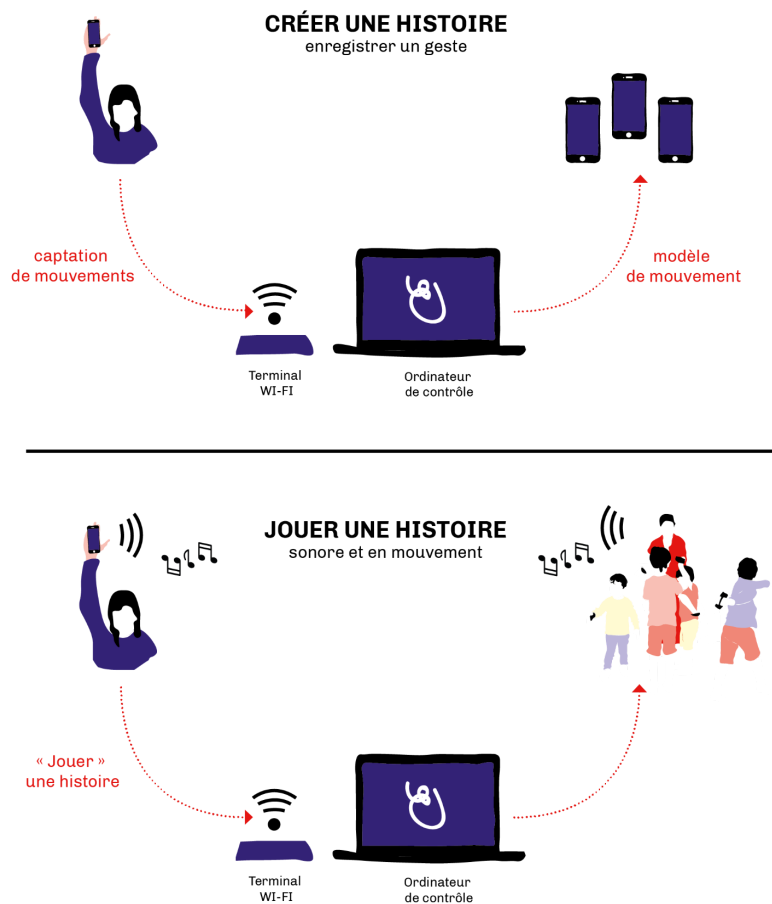 CRÉER UNE HISTOIRE
enregistrer un geste
captation
de mouvements
modèle
de mouvement
Terminal
WI-FI
Ordinateur
de contrôle
JOUER UNE HISTOIRE
sonore et en mouvement
« Jouer »
une histoire
Terminal
WI-FI
Ordinateur
de contrôle